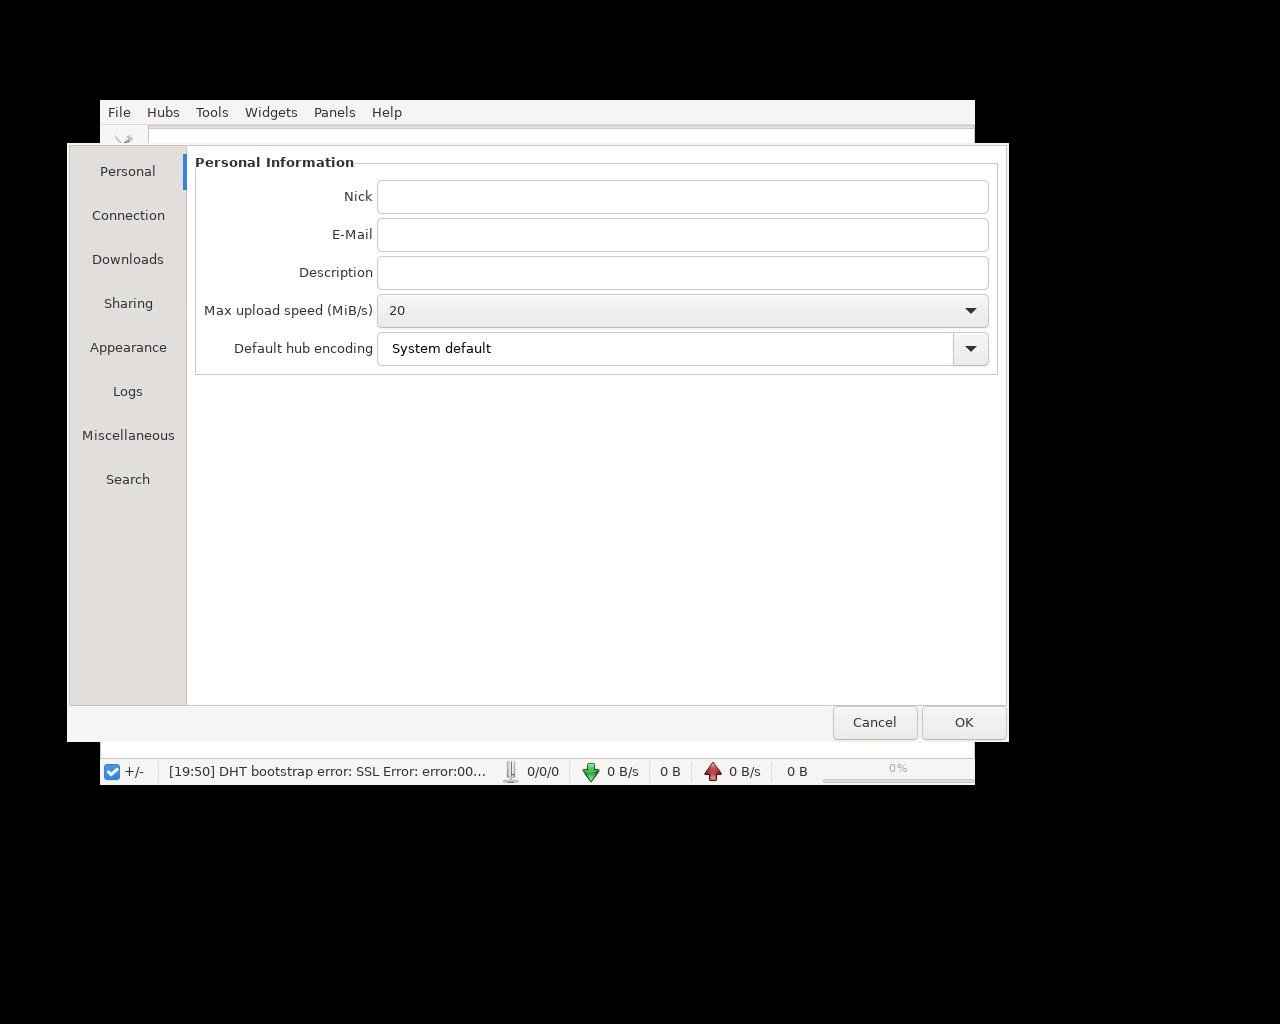 File Hubs Tools Widgets Panels Help
Personal
Connection
Downloads
Sharing
Appearance
Logs
Miscellaneous
Search
Personal Information
Nick
E-Mail
Description
Max upload speed (MiB/s) 20
Default hub encoding System default
Cancel OK
+/- [19:50] DHT bootstrap error: SSL Error: error:00... 0/0/0 0 B/s 0 B 0 B/s 0 B 0%